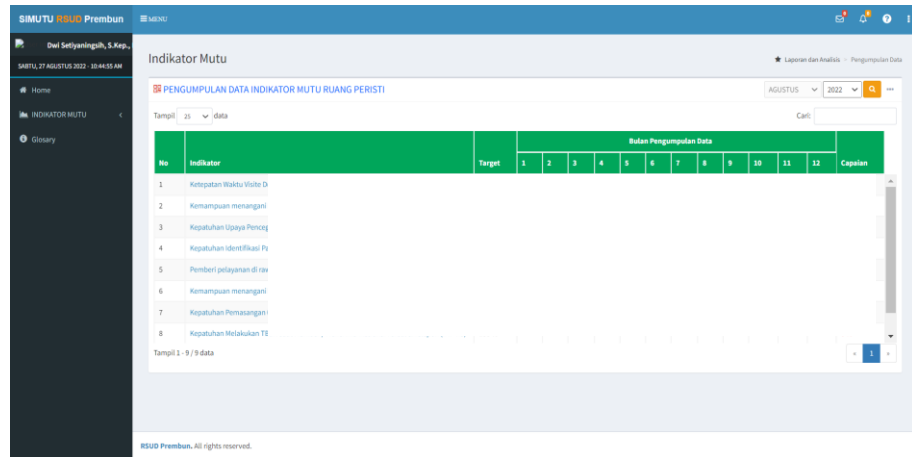 SIMUTU RSUD Prembun
MENU
Dwi Setiyaningsih, S.Kep.,
SABTU, 27 AGUSTUS 2022 - 10:44:55 AM
Home
INDIKATOR MUTU
Glosary
Indikator Mutu
Laporan dan Analisis > Pengumpulan Data
PENGUMPULAN DATA INDIKATOR MUTU RUANG PERISTI
AGUSTUS 2022
Tampil 25 data
Cari:
Bulan Pengumpulan Data
No Indikator Target 1 2 3 4 5 6 7 8 9 10 11 12 Capaian
1 Ketepatan Waktu Visite D
2 Kemampuan menangani
3 Kepatuhan Upaya Penceg
4 Kepatuhan Identifikasi Pa
5 Pemberi pelayanan di raw
6 Kemampuan menangani
7 Kepatuhan Pemasangan
8 Kepatuhan Melakukan TB
Tampil 1 - 9 / 9 data
« 1 »
RSUD Prembun. All rights reserved.